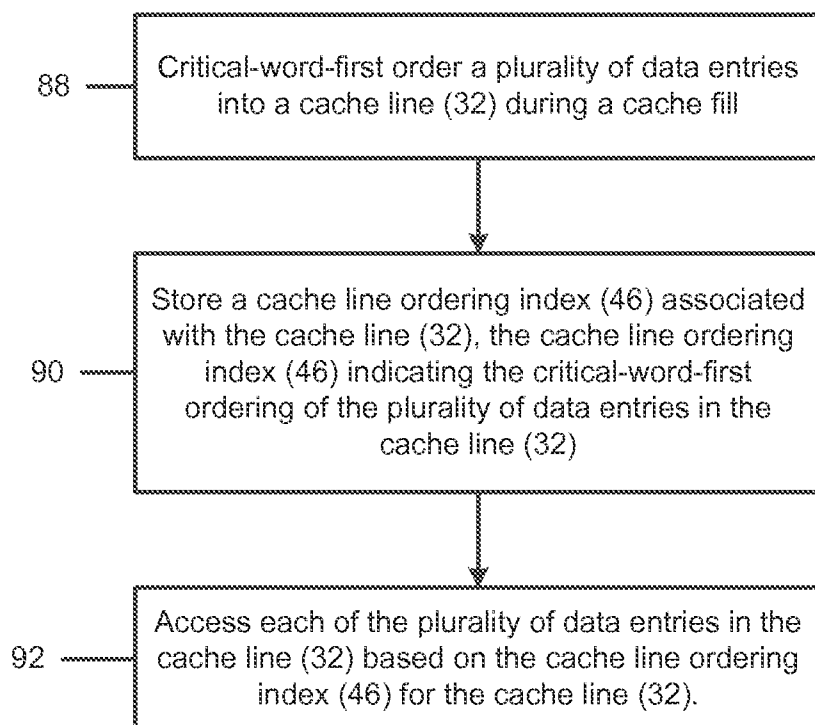 88
Critical-word-first order a plurality of data entries
into a cache line (32) during a cache fill
90
Store a cache line ordering index (46) associated
with the cache line (32), the cache line ordering
index (46) indicating the critical-word-first
ordering of the plurality of data entries in the
cache line (32)
92
Access each of the plurality of data entries in the
cache line (32) based on the cache line ordering
index (46) for the cache line (32).